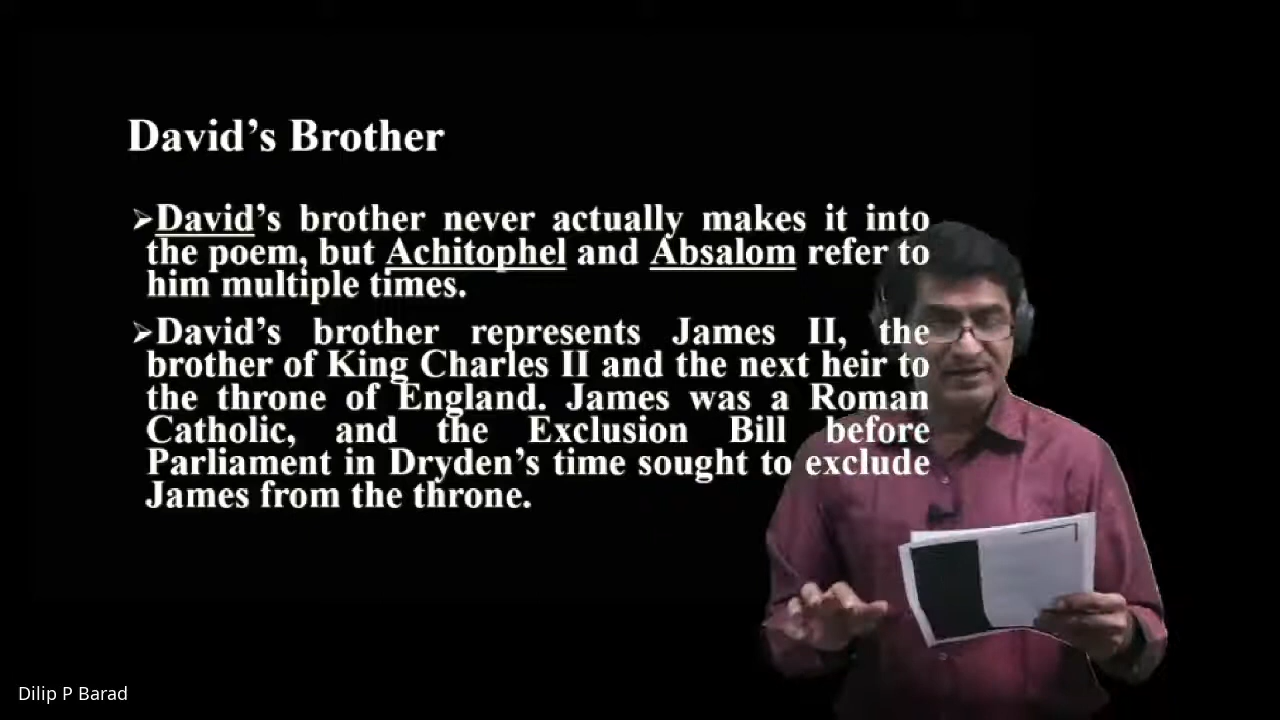 David’s Brother
➢David’s brother never actually makes it into
the poem, but Achitophel and Absalom refer to
him multiple times.
➢David’s brother represents James II, the
brother of King Charles II and the next heir to
the throne of England. James was a Roman
Catholic, and the Exclusion Bill before
Parliament in Dryden’s time sought to exclude
James from the throne.
Dilip P Barad